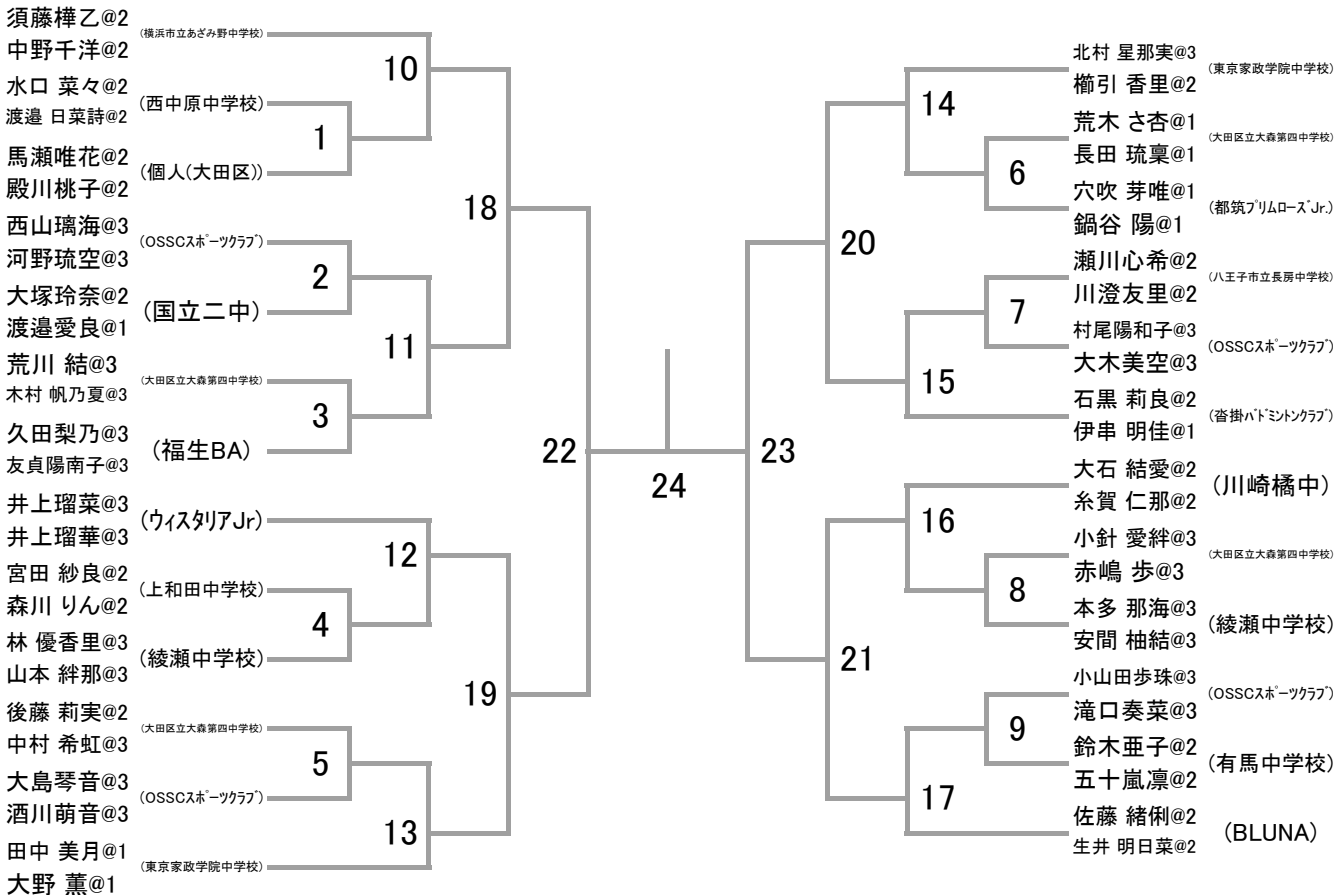 須藤樺乙@2
中野千洋@2
(横浜市立あざみ野中学校)
水口 菜々@2
渡邉 日菜詩@2
(西中原中学校)
馬瀬唯花@2
殿川桃子@2
(個人(大田区))
西山璃海@3
河野琉空@3
(OSSCスポーツクラブ)
大塚玲奈@2
渡邉愛良@1
(国立二中)
荒川 結@3
木村 帆乃夏@3
(大田区立大森第四中学校)
久田梨乃@3
友貞陽南子@3
(福生BA)
井上瑠菜@3
井上瑠華@3
(ウィスタリアJr)
宮田 紗良@2
森川 りん@2
(上和田中学校)
林 優香里@3
山本 絆那@3
(綾瀬中学校)
後藤 莉実@2
中村 希虹@3
(大田区立大森第四中学校)
大島琴音@3
酒川萌音@3
(OSSCスポーツクラブ)
田中 美月@1
大野 薫@1
(東京家政学院中学校)
10
1
18
2
11
3
22
12
4
19
5
13
24
14
6
20
7
15
23
16
8
21
9
17
北村 星那実@3
櫛引 香里@2
(東京家政学院中学校)
荒木 さ杏@1
長田 琉稟@1
(大田区立大森第四中学校)
穴吹 芽唯@1
鍋谷 陽@1
(都筑プリムローズJr.)
瀬川心希@2
川澄友里@2
(八王子市立長房中学校)
村尾陽和子@3
大木美空@3
(OSSCスポーツクラブ)
石黒 莉良@2
伊串 明佳@1
(沓掛バドミントンクラブ)
大石 結愛@2
糸賀 仁那@2
(川崎橘中)
小針 愛絆@3
赤嶋 歩@3
(大田区立大森第四中学校)
本多 那海@3
安間 柚結@3
(綾瀬中学校)
小山田歩珠@3
滝口奏菜@3
(OSSCスポーツクラブ)
鈴木亜子@2
五十嵐凛@2
(有馬中学校)
佐藤 緒俐@2
生井 明日菜@2
(BLUNA)